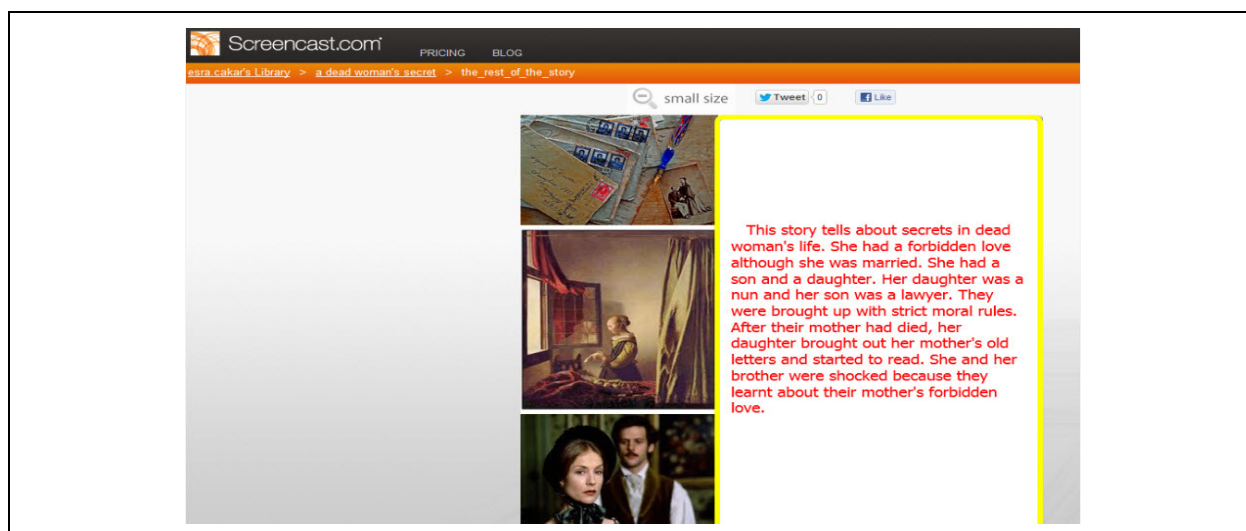 Screencast.com
PRICING BLOG
esra.cakar's Library > a dead woman's secret > the_rest_of_the_story
small size Tweet 0 Like
This story tells about secrets in dead
woman's life. She had a forbidden love
although she was married. She had a
son and a daughter. Her daughter was a
nun and her son was a lawyer. They
were brought up with strict moral rules.
After their mother had died, her
daughter brought out her mother's old
letters and started to read. She and her
brother were shocked because they
learnt about their mother's forbidden
love.